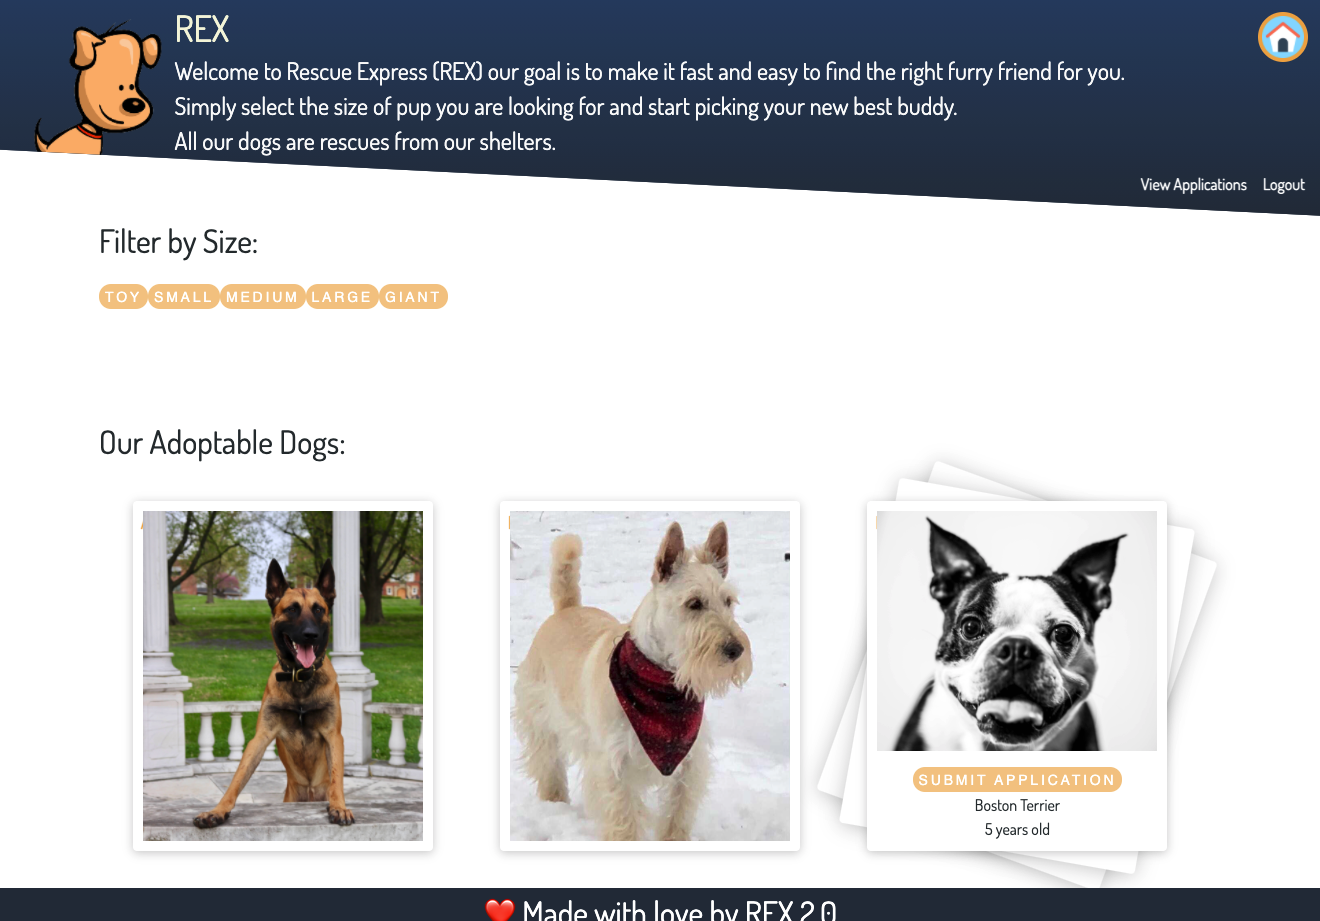 REX
Welcome to Rescue Express (REX) our goal is to make it fast and easy to find the right furry friend for you.
Simply select the size of pup you are looking for and start picking your new best buddy.
All our dogs are rescues from our shelters.
View Applications Logout
Filter by Size:
TOY SMALL MEDIUM LARGE GIANT
Our Adoptable Dogs:
SUBMIT APPLICATION
Boston Terrier
5 years old
❤️ Made with love by REX 2.0